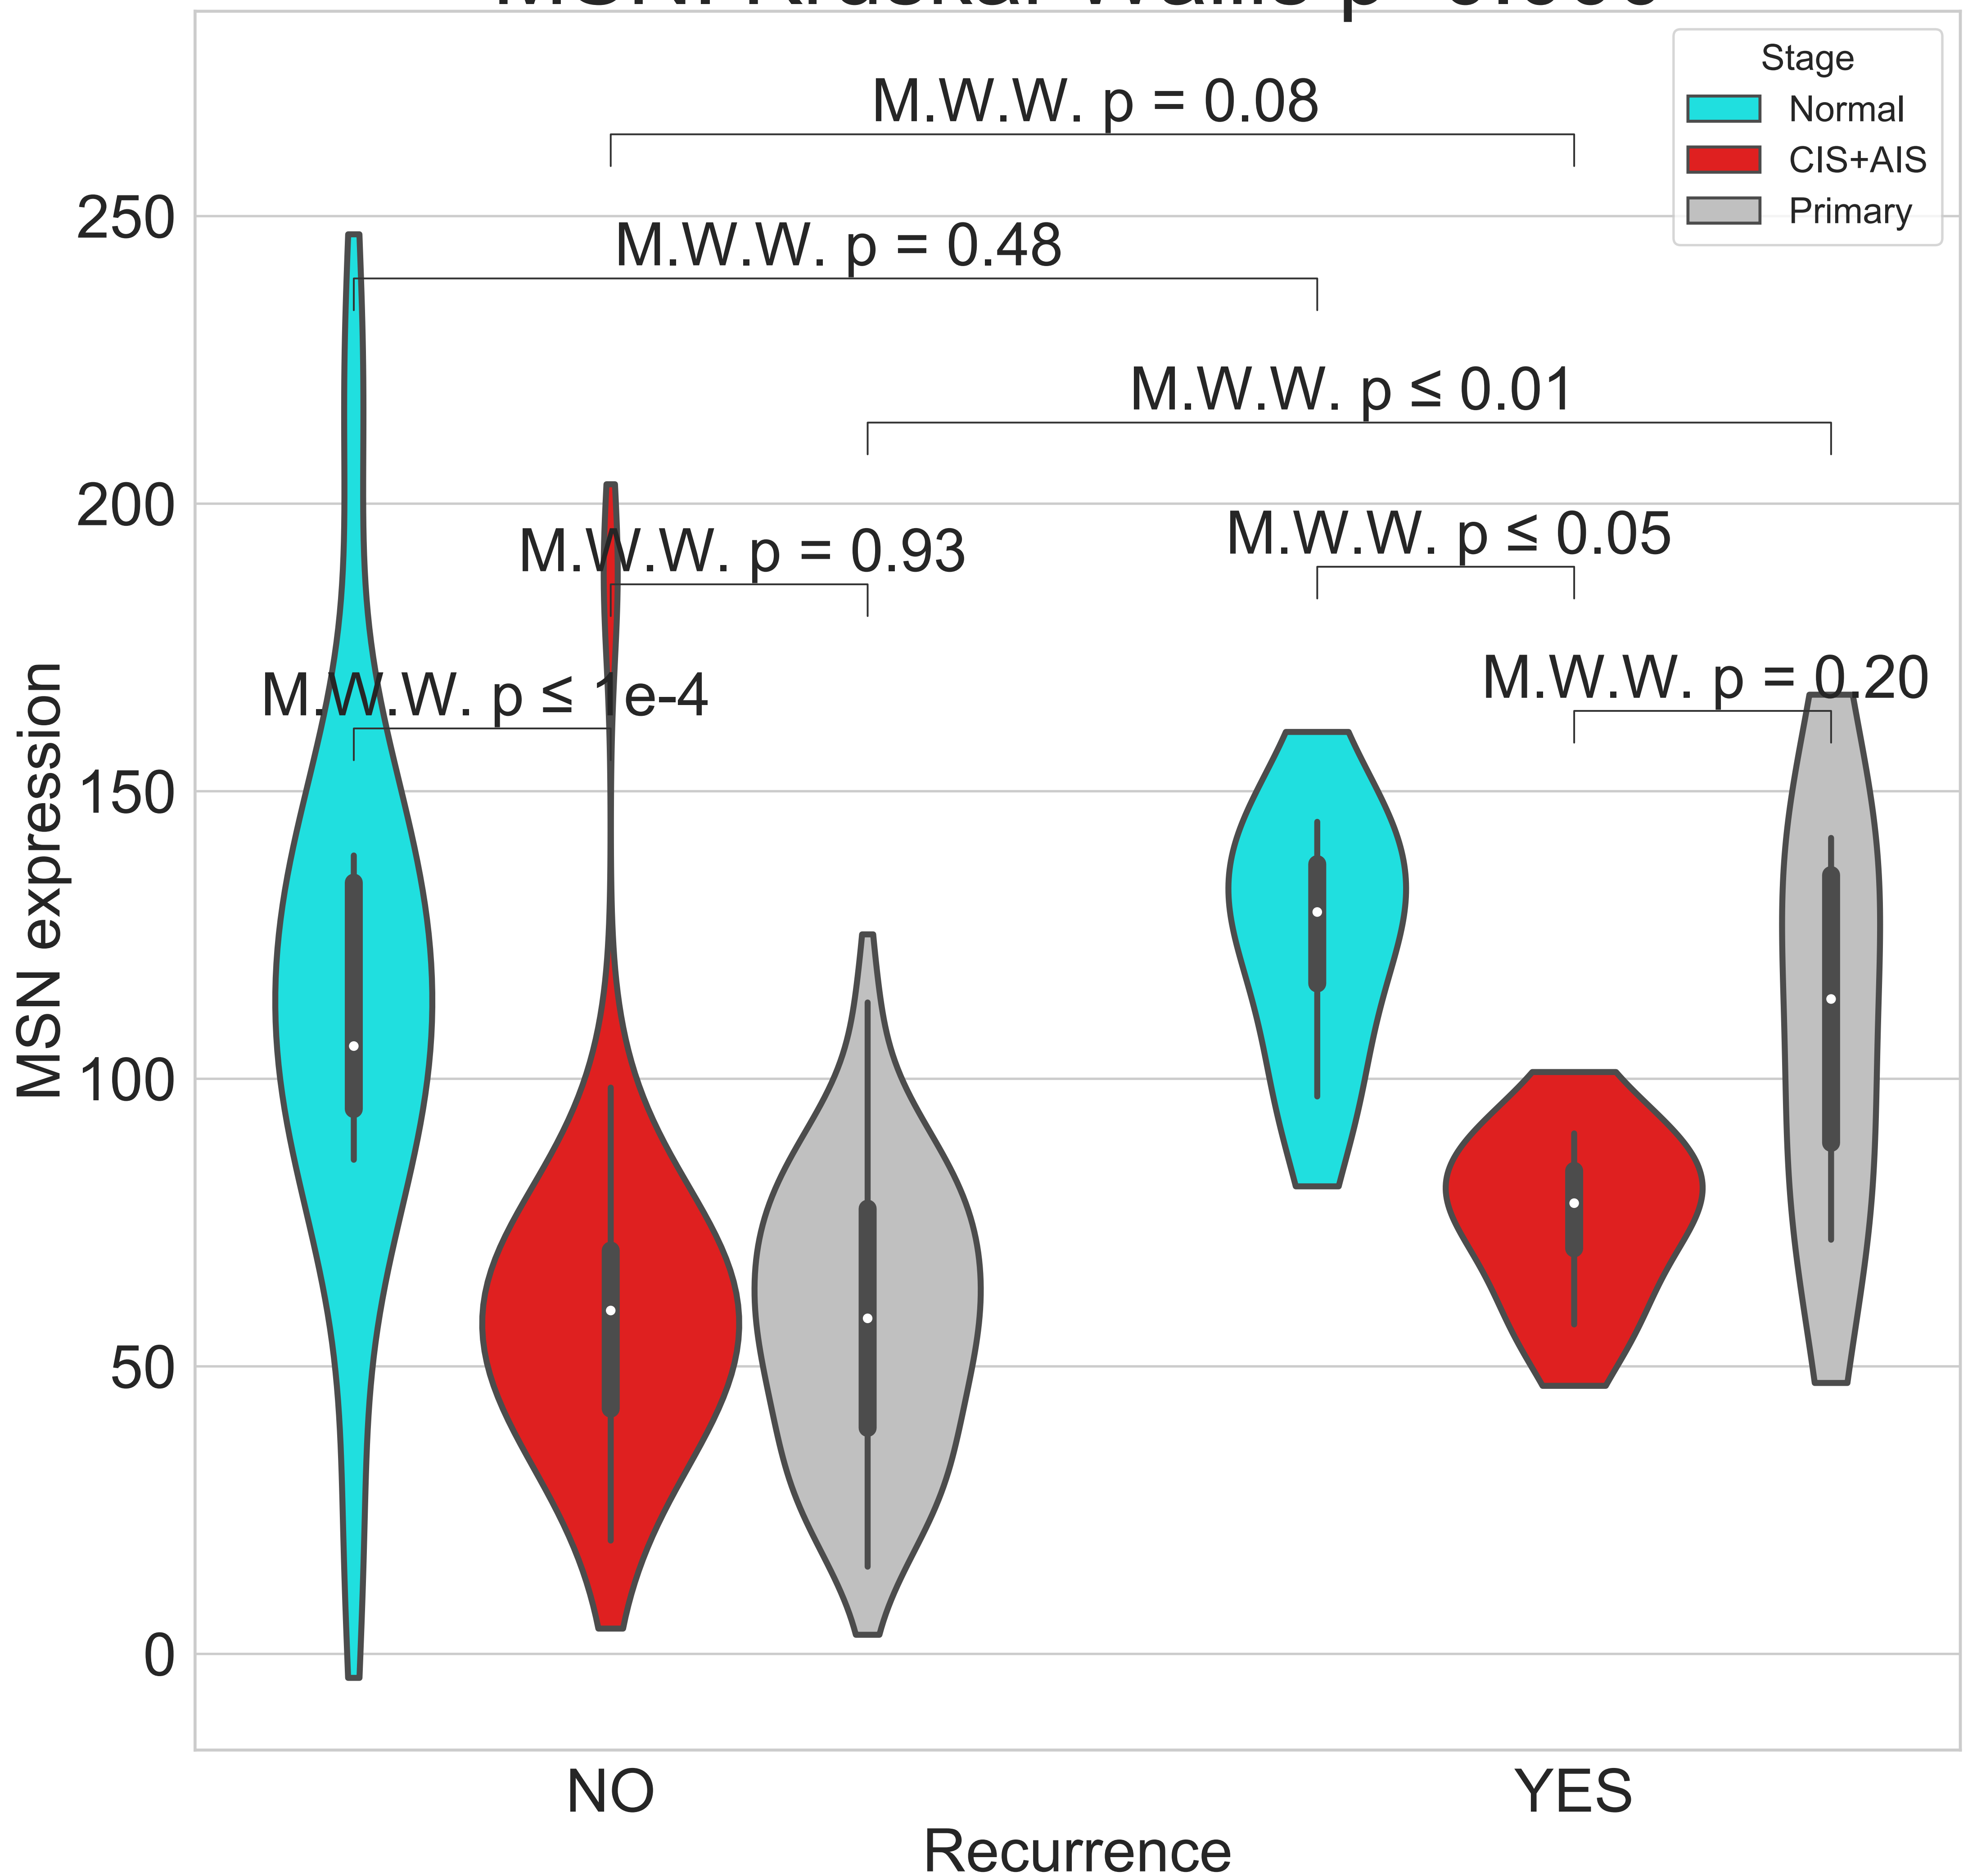 Stage
Normal
CIS+AIS
Primary
M.W.W. p = 0.08
M.W.W. p = 0.48
M.W.W. p ≤ 0.01
M.W.W. p = 0.93
M.W.W. p ≤ 0.05
M.W.W. p ≤ 1e-4
M.W.W. p = 0.20
MSN expression
250
200
150
100
50
0
NO
YES
Recurrence